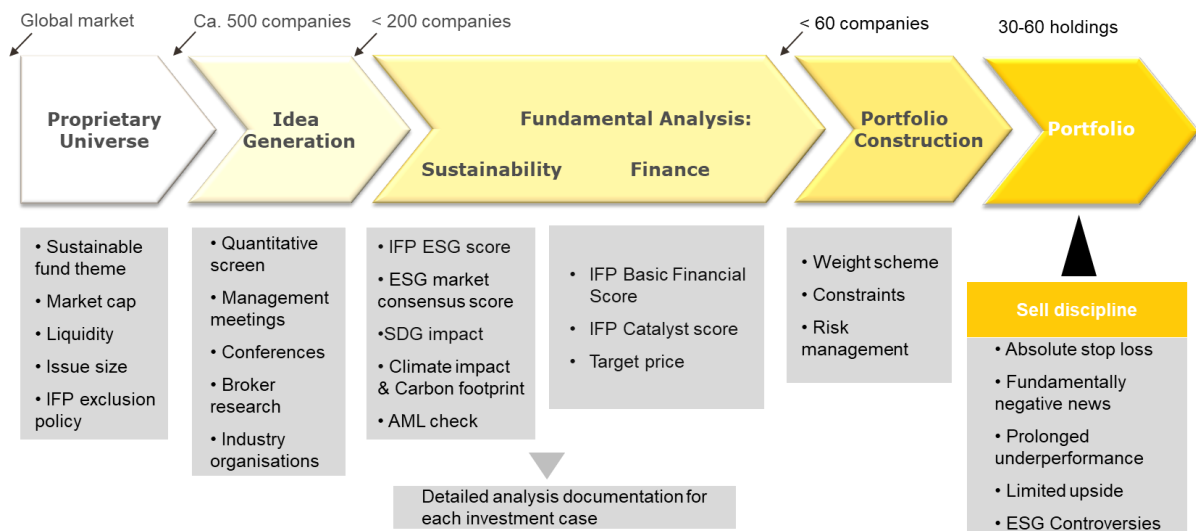 Global market
Ca. 500 companies
< 200 companies
< 60 companies
30-60 holdings
Proprietary
Universe
Idea
Generation
Fundamental Analysis:
Sustainability
Finance
Portfolio
Construction
Portfolio
• Sustainable
fund theme
• Market cap
• Liquidity
• Issue size
• IFP exclusion
policy
• Quantitative
screen
• Management
meetings
• Conferences
• Broker
research
• Industry
organisations
• IFP ESG score
• ESG market
consensus score
•SDG impact
• Climate impact
& Carbon footprint
• AML check
• IFP Basic Financial
Score
• IFP Catalyst score
• Target price
Detailed analysis documentation for
each investment case
• Weight scheme
• Constraints
• Risk
management
Sell discipline
• Absolute stop loss
• Fundamentally
negative news
• Prolonged
underperformance
• Limited upside
• ESG Controversies